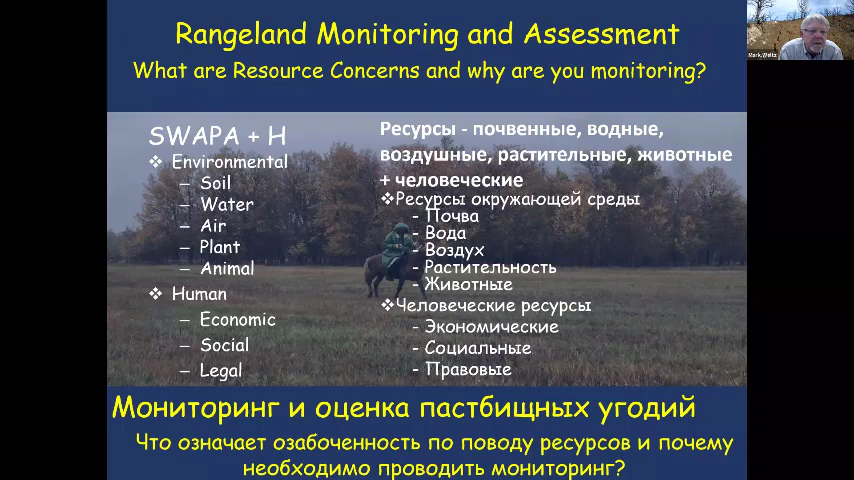 Rangeland Monitoring and Assessment
What are Resource Concerns and why are you monitoring?
Mark.Weltz
SWAPA + H
❖ Environmental
– Soil
– Water
– Air
– Plant
– Animal
❖ Human
– Economic
– Social
– Legal
Ресурсы - почвенные, водные,
воздушные, растительные, животные
+ человеческие
❖Ресурсы окружающей среды
- Почва
- Вода
- Воздух
- Растительность
- Животные
❖Человеческие ресурсы
- Экономические
- Социальные
- Правовые
Мониторинг и оценка пастбищных угодий
Что означает озабоченность по поводу ресурсов и почему
необходимо проводить мониторинг?